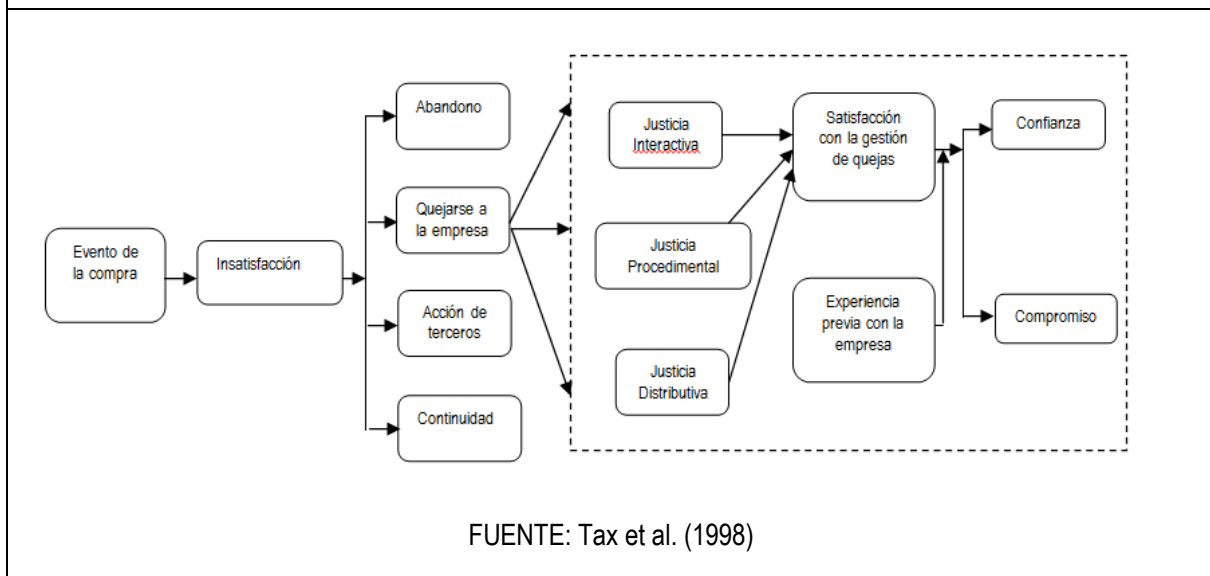 Evento de
la compra
Insatisfacción
Abandono
Quejarse a
la empresa
Acción de
terceros
Continuidad
Justicia
Interactiva
Justicia
Procedimental
Justicia
Distributiva
Satisfacción
con la gestión
de quejas
Experiencia
previa con la
empresa
Confianza
Compromiso
FUENTE: Tax et al. (1998)